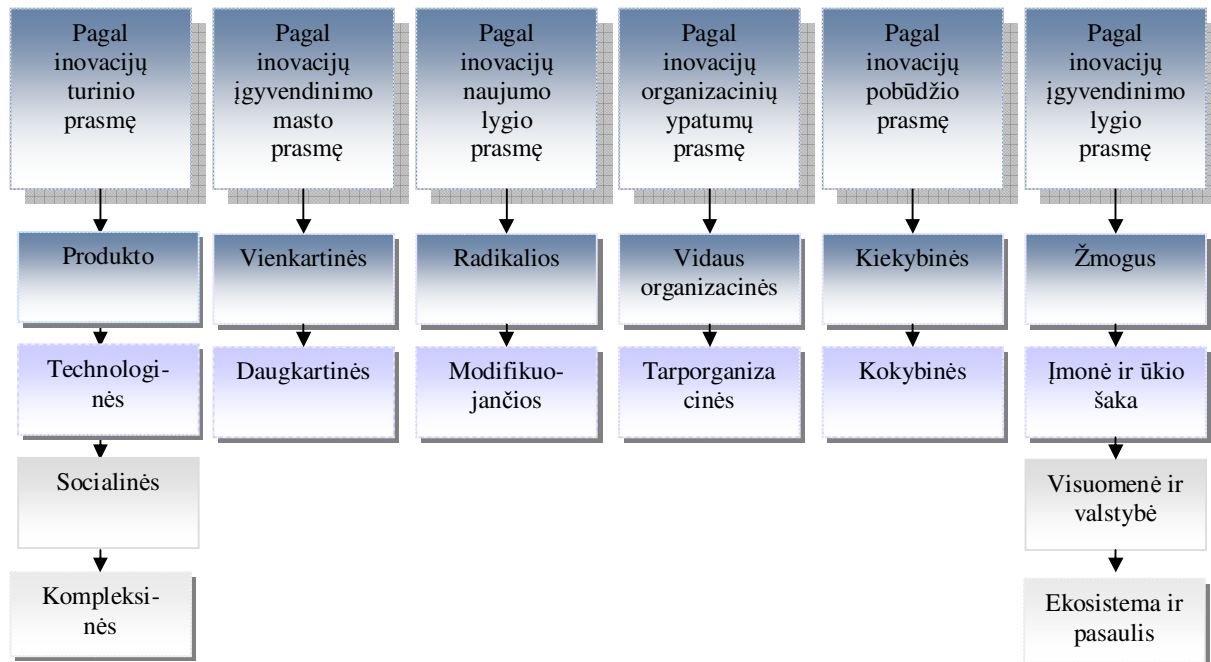 Pagal
inovacijų
turinio
prasmę
Pagal
inovacijų
įgyvendinimo
masto
prasmę
Pagal
inovacijų
naujumo
lygio
prasmę
Pagal
inovacijų
organizacinių
ypatumų
prasmę
Pagal
inovacijų
pobūdžio
prasmę
Pagal
inovacijų
įgyvendinimo
lygio
prasmę
Produkto
Vienkartinės
Radikalios
Vidaus
organizacinės
Kiekybinės
Žmogus
Technologi-
nės
Daugkartinės
Modifikuo-
jančios
Tarporganiza
cinės
Kokybinės
Įmonė ir ūkio
šaka
Socialinės
Visuomenė ir
valstybė
Kompleksi-
nės
Ekosistema ir
pasaulis